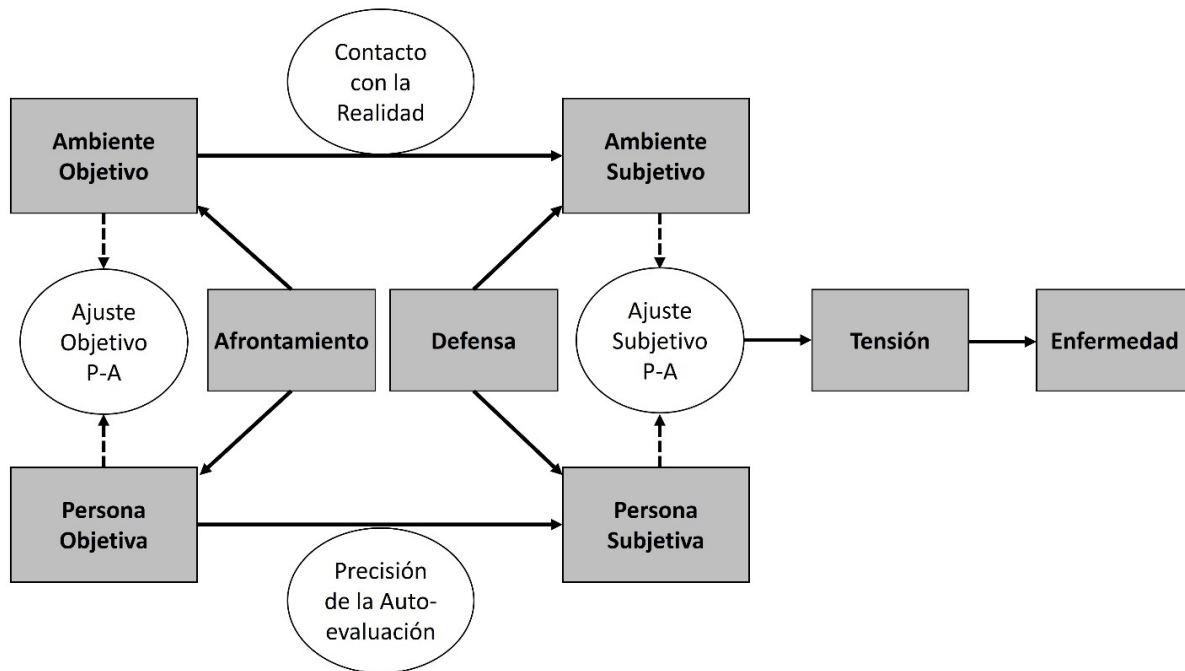 Contacto
con la
Realidad
Ambiente
Objetivo
Ambiente
Subjetivo
Ajuste
Objetivo
P-A
Afrontamiento
Defensa
Ajuste
Subjetivo
P-A
Tensión
Enfermedad
Persona
Objetiva
Persona
Subjetiva
Precisión
de la Auto-
evaluación